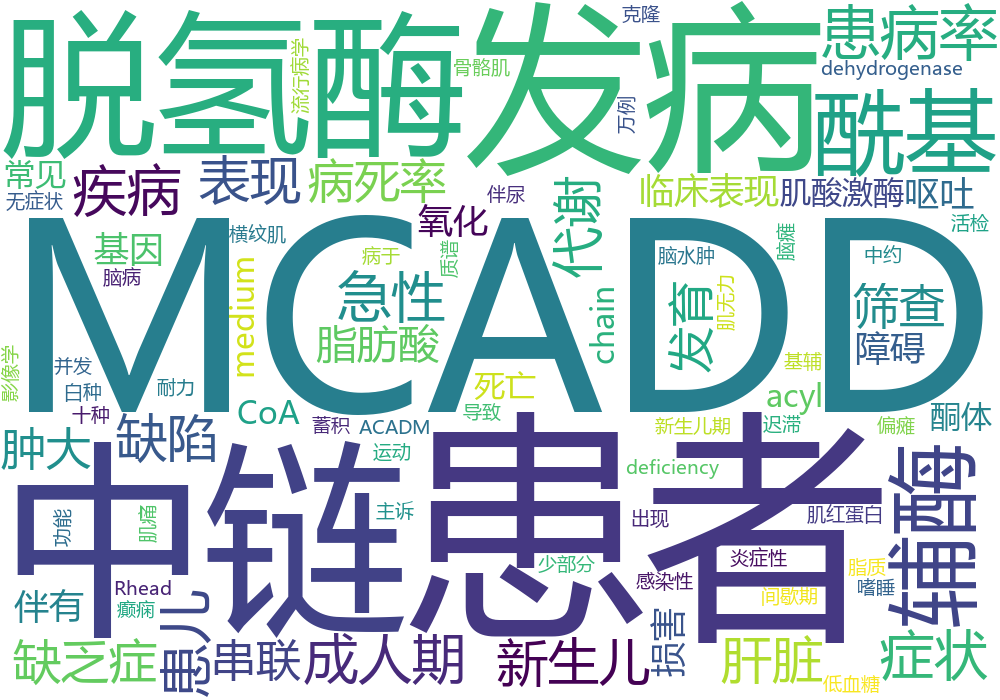 脱氢酶
发病
酰基
患病率
dehydrogenase
克隆
万例
骨骼肌
流行病学
常见
无症状
疾病
表现
病死率
伴尿
临床表现
肌酸激酶
呕吐
活检
氧化
代谢
基因
脑病
横纹肌
病于
质谱
急性
脂肪酸
medium
chain
脑水肿
脑瘫
中约
发育
肌无力
筛查
障碍
MCADD
影像学
并发
白种
十种
耐力
死亡
导致
基辅
acyl
迟滞
偏瘫
酮体
CoA
蓄积
ACADM
新生儿期
肿大
缺陷
运动
deficiency
中链
患者
辅酶
功能
肌痛
主诉
出现
肌红蛋白
少部分
炎症性
脂质
感染性
嗜睡
间歇期
Rhead
癫痫
伴有
患儿
串联
成人期
新生儿
损害
肝脏
症状
缺乏症
低血糖